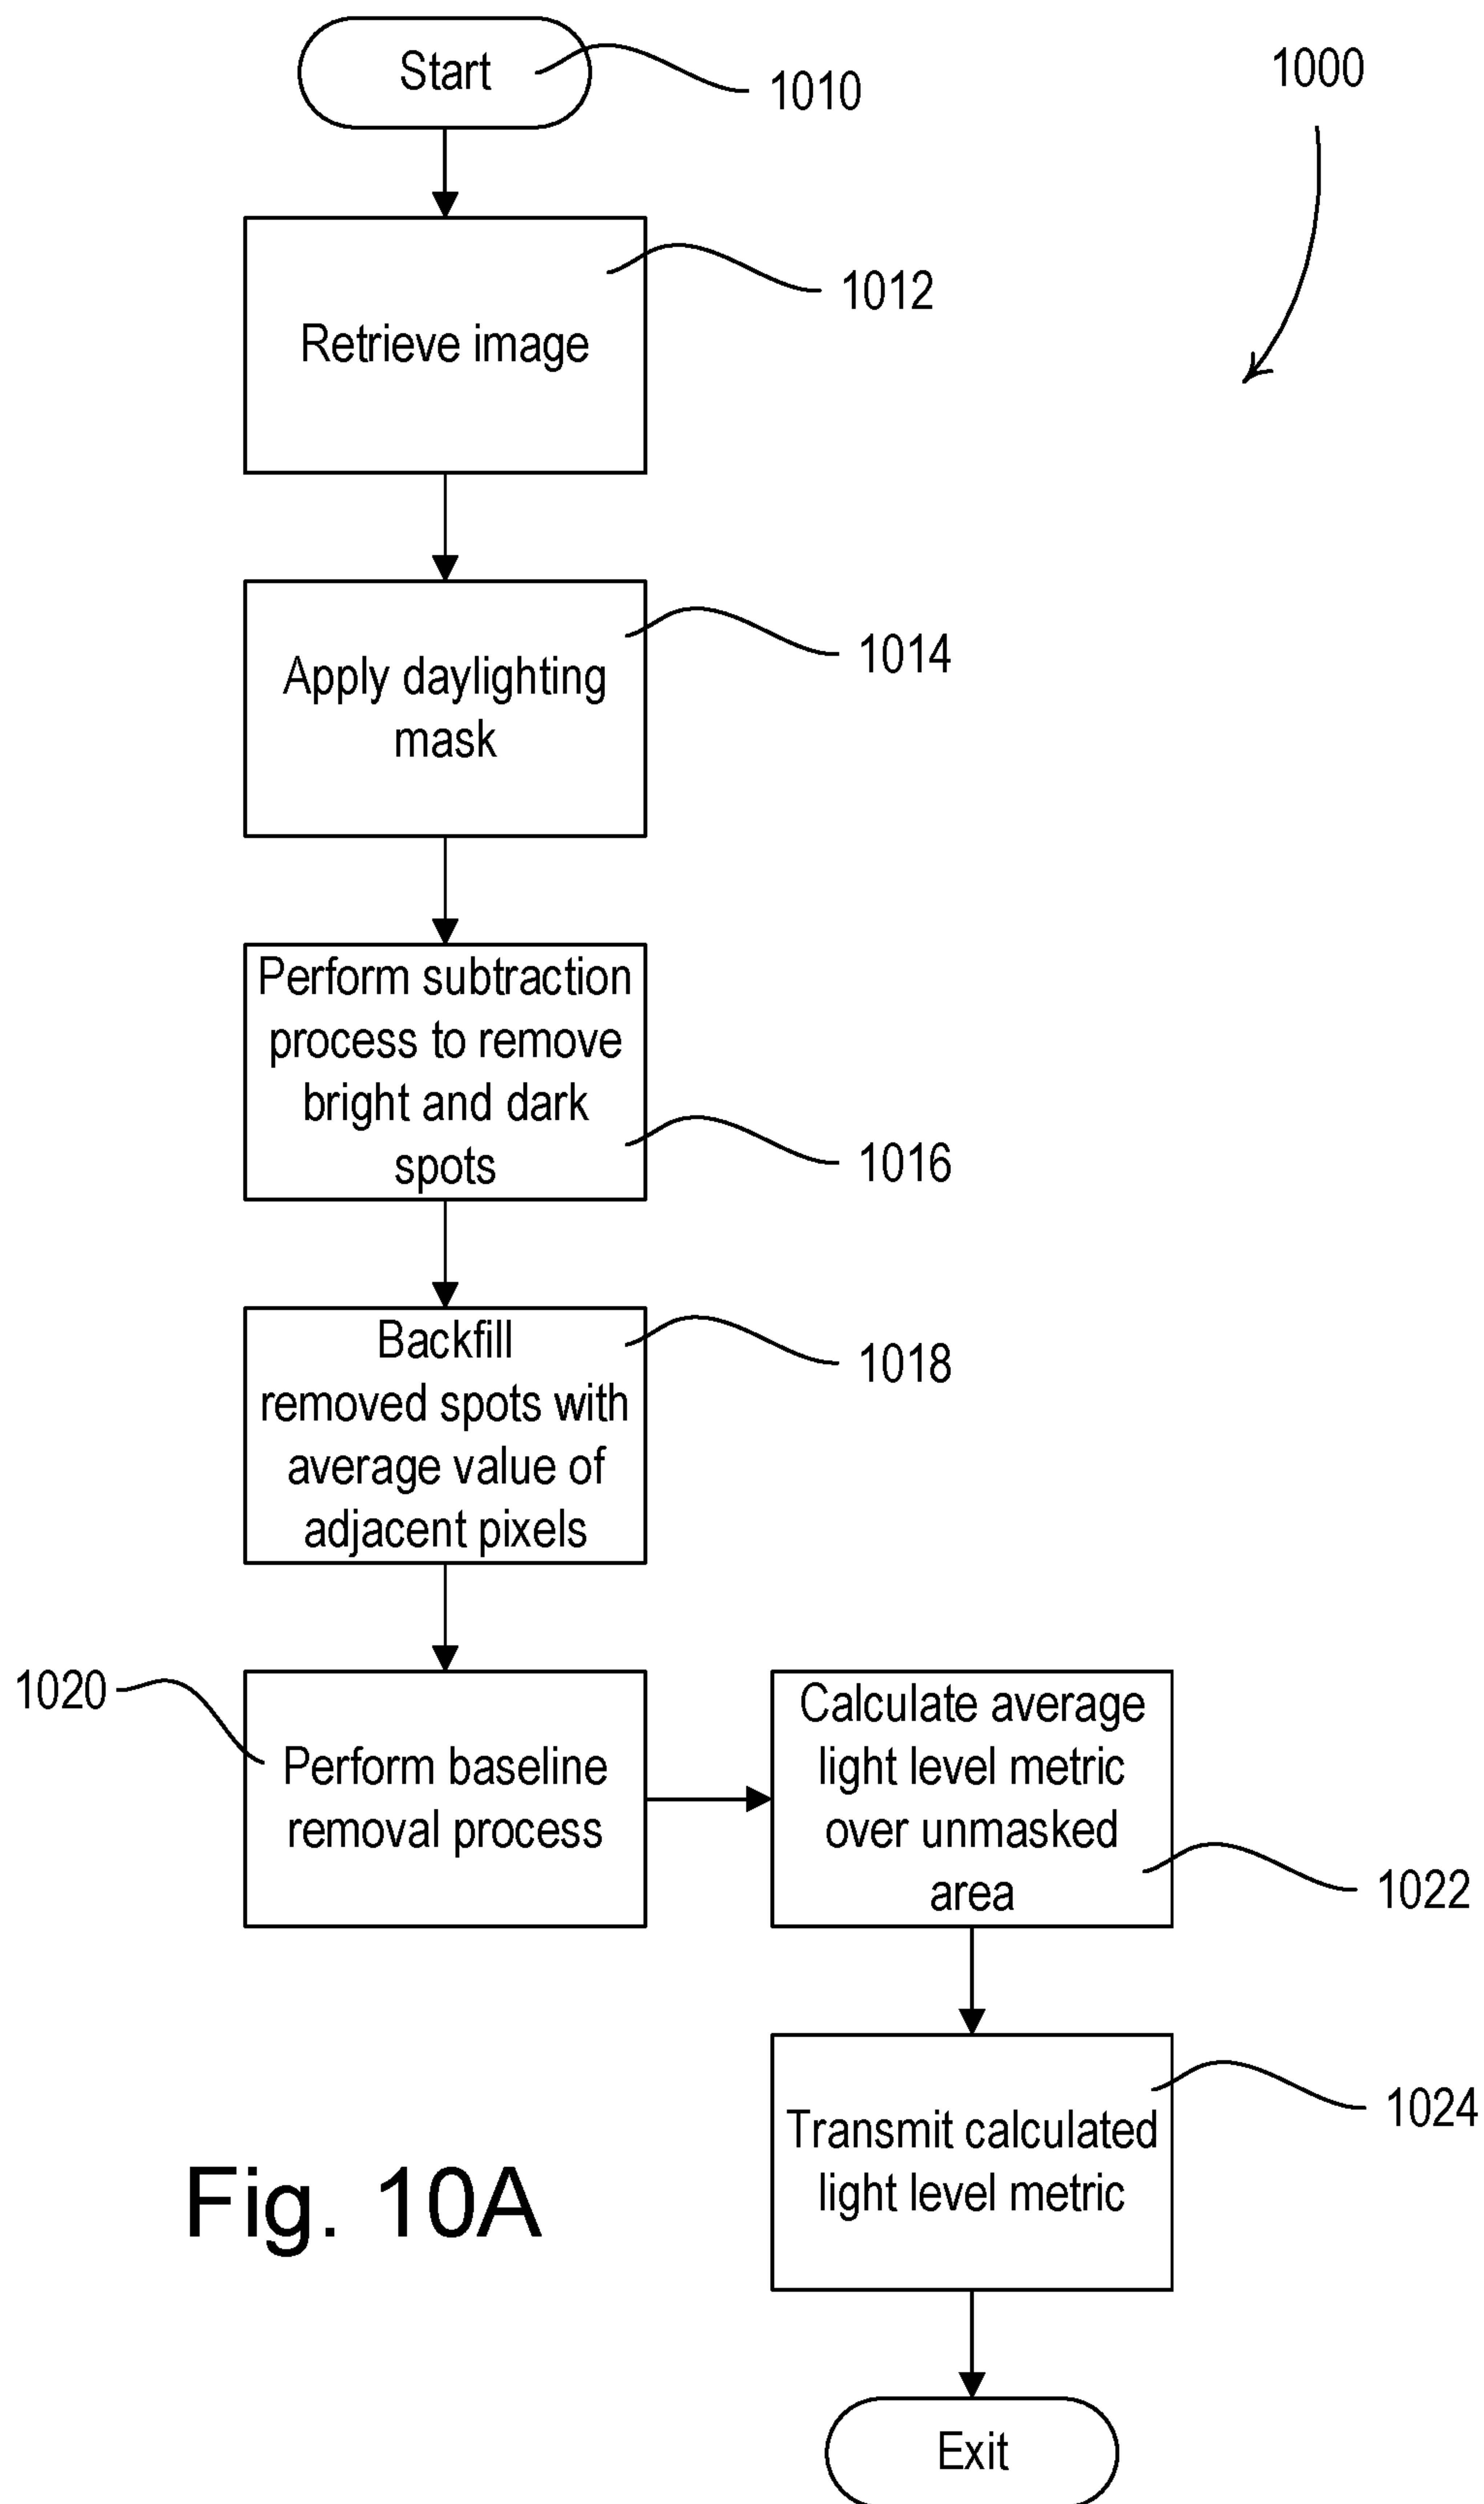 Start
1010
1000
Retrieve image
1012
Apply daylighting
mask
1014
Perform subtraction
process to remove
bright and dark
spots
1016
Backfill
removed spots with
average value of
adjacent pixels
1018
1020
Perform baseline
removal process
Calculate average
light level metric
over unmasked
area
1022
Transmit calculated
light level metric
1024
Fig. 10A
Exit